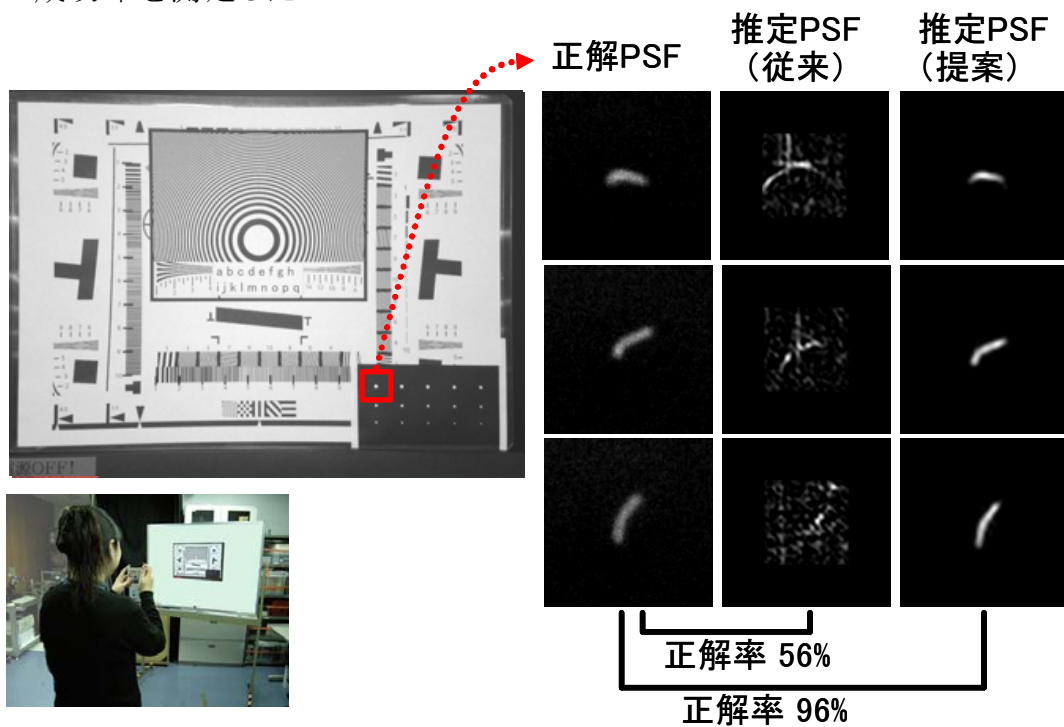 正解PSF
推定PSF
(従来)
推定PSF
(提案)
abcdefgh
ijklmnopq
源OFF!
正解率 56%
正解率 96%